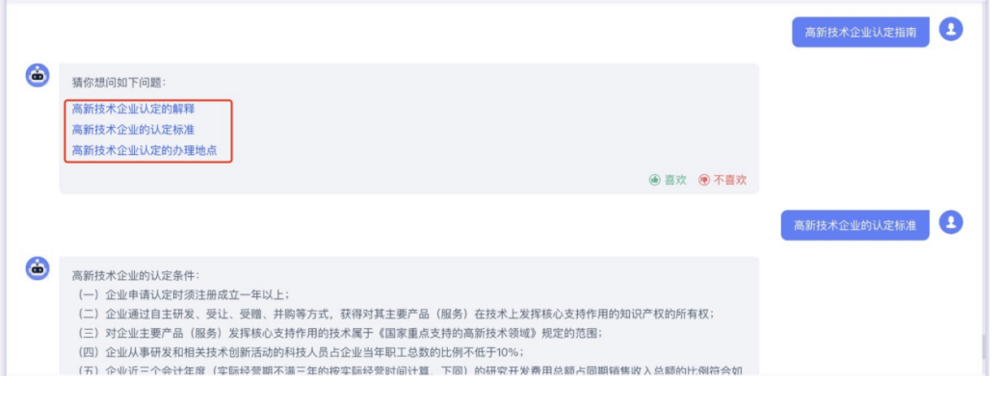 高新技术企业认定指南
猜你想问如下问题：
高新技术企业认定的解释
高新技术企业的认定标准
高新技术企业认定的办理地点
喜欢 不喜欢
高新技术企业的认定标准
高新技术企业的认定条件：
（一）企业申请认定时须注册成立一年以上；
（二）企业通过自主研发、受让、受赠、并购等方式，获得对其主要产品（服务）在技术上发挥核心支持作用的知识产权的所有权；
（三）对企业主要产品（服务）发挥核心支持作用的技术属于《国家重点支持的高新技术领域》规定的范围；
（四）企业从事研发和相关技术创新活动的科技人员占企业当年职工总数的比例不低于10%；
（五）企业近三个会计年度（实际经营期不满三年的按实际经营时间计算，下同）的研究开发费用总额占同期销售收入总额的比例符合如